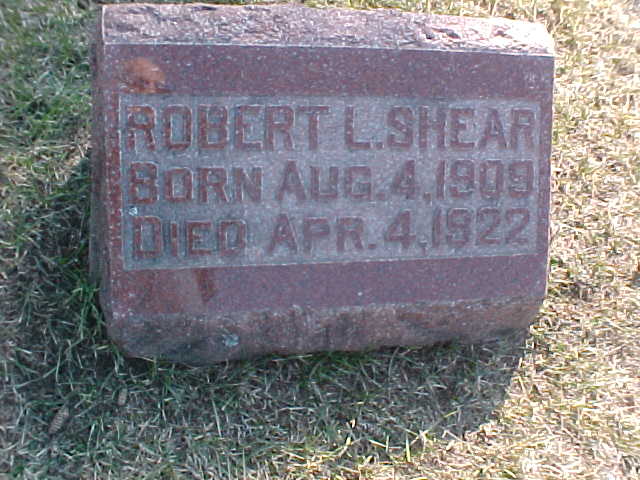 ROBERT L. SHEAR
BORN AUG. 4, 1909
DIED APR. 4, 1922